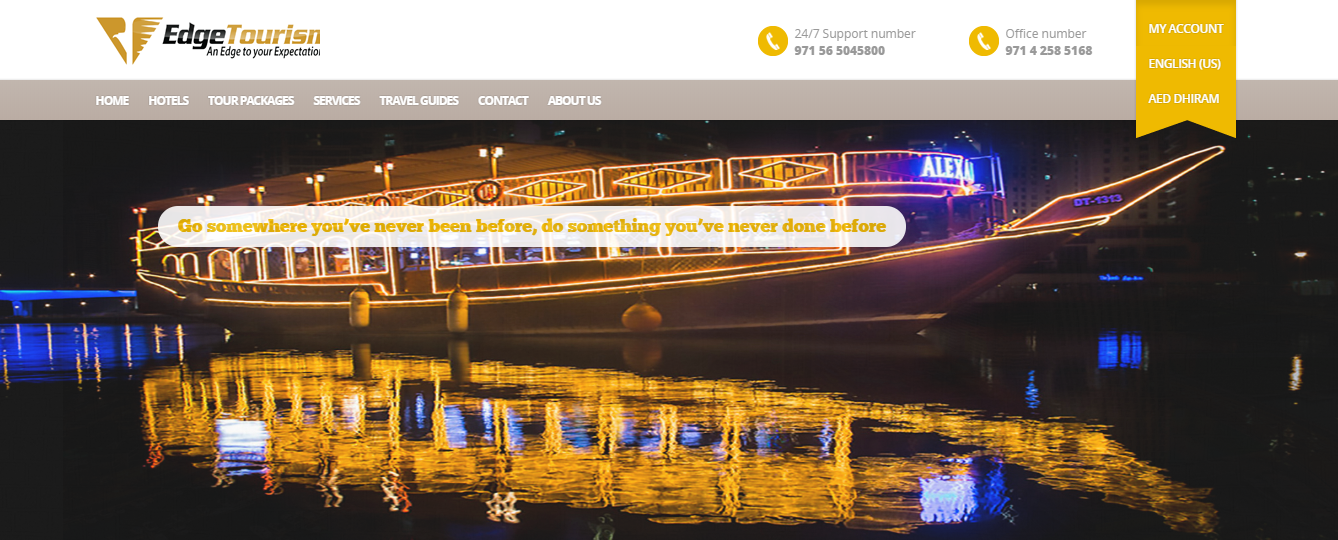 EdgeTourism
An Edge to your Expectation
24/7 Support number
971 56 5045800
Office number
971 4 258 5168
MY ACCOUNT
ENGLISH (US)
AED DHIRAM
HOME HOTELS TOUR PACKAGES SERVICES TRAVEL GUIDES CONTACT ABOUT US
ALEXA
DT-1313
Go somewhere you've never been before, do something you've never done before